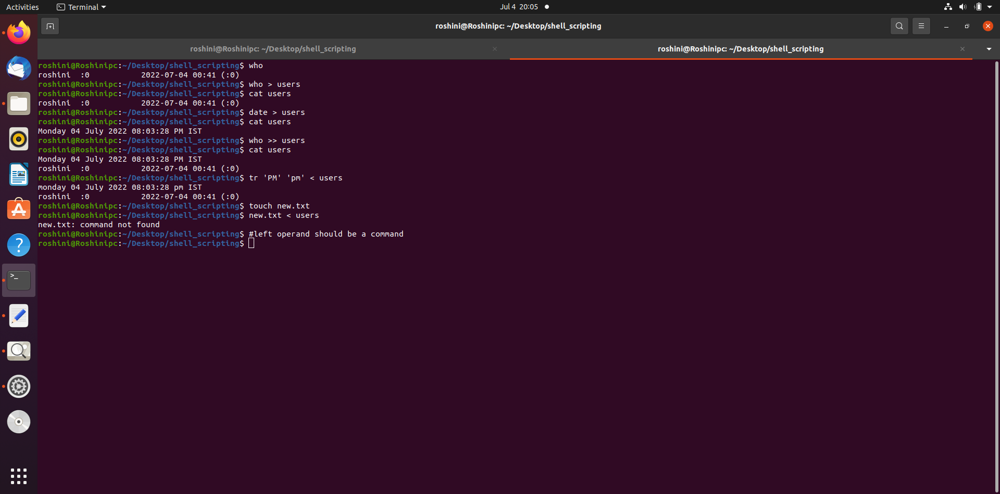 Activities Terminal Jul 4 20:05
roshini@Roshinipc: ~/Desktop/shell_scripting
roshini@Roshinipc: ~/Desktop/shell_scripting roshini@Roshinipc: ~/Desktop/shell_scripting
roshini@Roshinipc:~/Desktop/shell_scripting$ who
roshini  :0           2022-07-04 00:41 (:0)
roshini@Roshinipc:~/Desktop/shell_scripting$ who > users
roshini@Roshinipc:~/Desktop/shell_scripting$ cat users
roshini  :0           2022-07-04 00:41 (:0)
roshini@Roshinipc:~/Desktop/shell_scripting$ date > users
roshini@Roshinipc:~/Desktop/shell_scripting$ cat users
Monday 04 July 2022 08:03:28 PM IST
roshini@Roshinipc:~/Desktop/shell_scripting$ who >> users
roshini@Roshinipc:~/Desktop/shell_scripting$ cat users
Monday 04 July 2022 08:03:28 PM IST
roshini  :0           2022-07-04 00:41 (:0)
roshini@Roshinipc:~/Desktop/shell_scripting$ tr 'PM' 'pm' < users
monday 04 July 2022 08:03:28 pm IST
roshini  :0           2022-07-04 00:41 (:0)
roshini@Roshinipc:~/Desktop/shell_scripting$ touch new.txt
roshini@Roshinipc:~/Desktop/shell_scripting$ new.txt < users
new.txt: command not found
roshini@Roshinipc:~/Desktop/shell_scripting$ #left operand should be a command
roshini@Roshinipc:~/Desktop/shell_scripting$